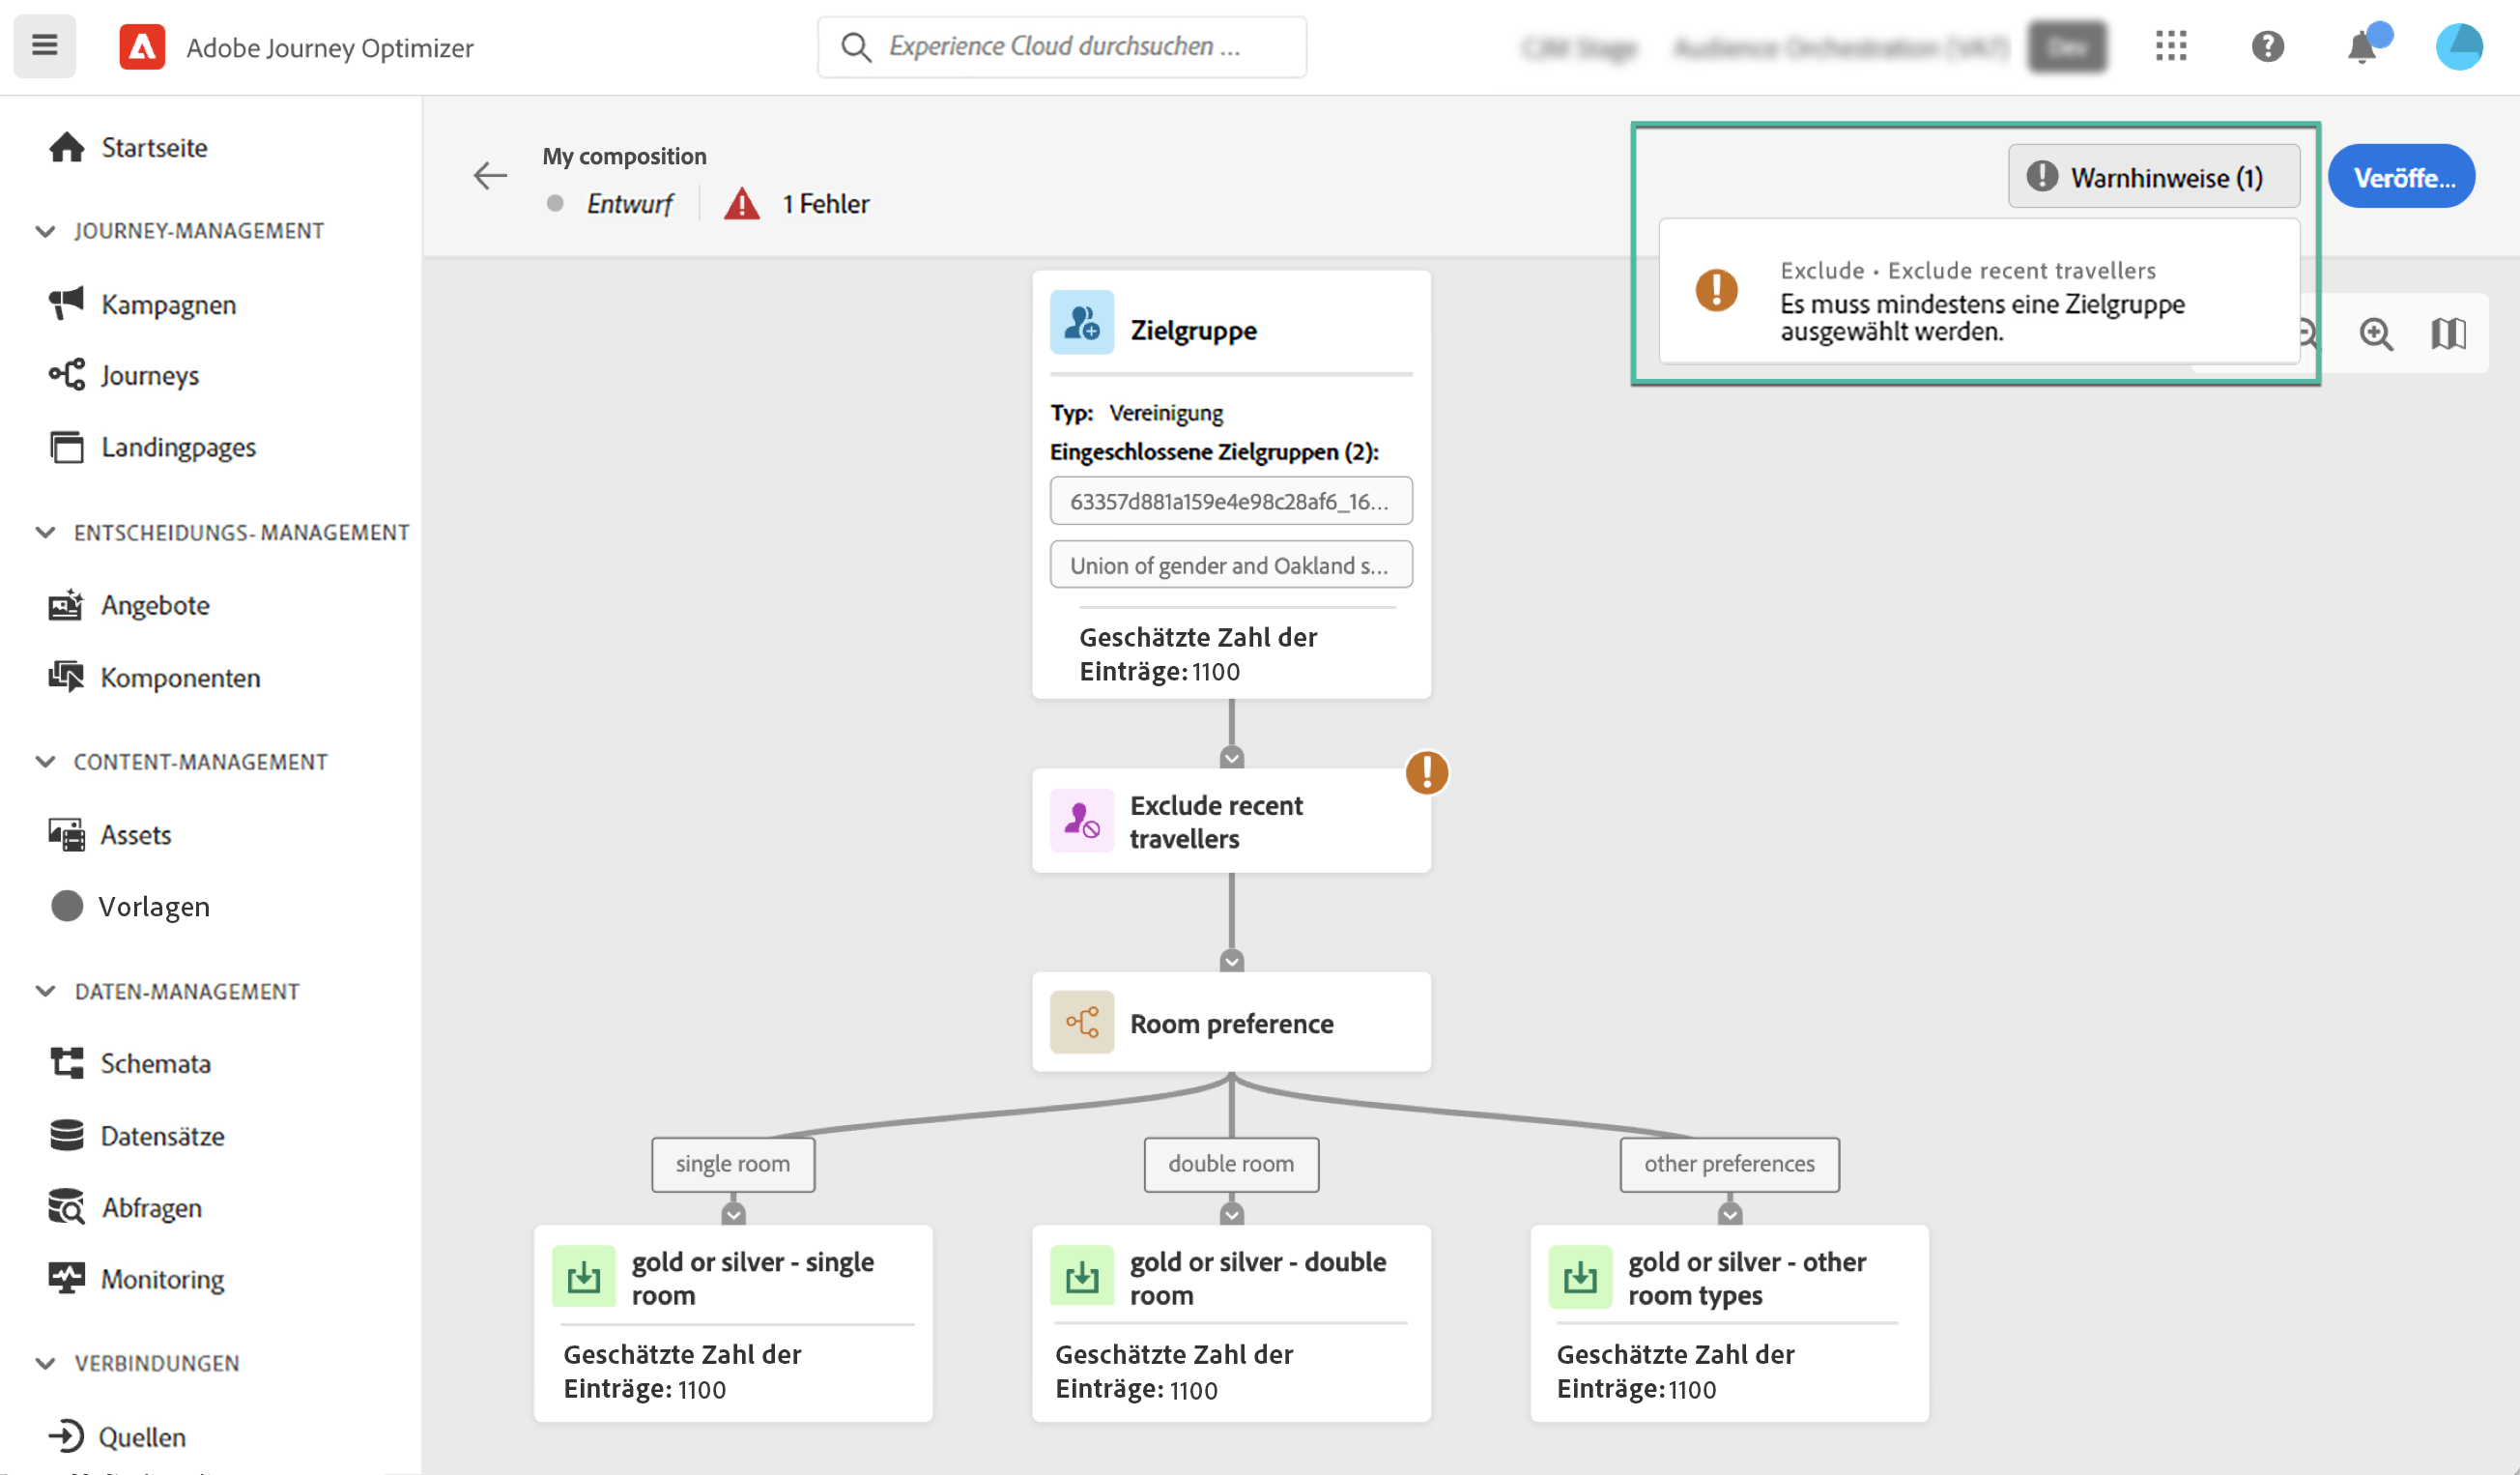 Adobe Journey Optimizer
Experience Cloud durchsuchen ...
Startseite
JOURNEY-MANAGEMENT
Kampagnen
Journeys
Landingpages
ENTSCHEIDUNGS- MANAGEMENT
Angebote
Komponenten
CONTENT-MANAGEMENT
Assets
Vorlagen
DATEN-MANAGEMENT
Schemata
Datensätze
Abfragen
Monitoring
VERBINDUNGEN
Quellen
My composition
Entwurf
1 Fehler
Warnhinweise (1)
Veröffe...
Exclude • Exclude recent travellers
Es muss mindestens eine Zielgruppe
ausgewählt werden.
Zielgruppe
Typ: Vereinigung
Eingeschlossene Zielgruppen (2):
63357d881a159e4e98c28af6_16...
Union of gender and Oakland s...
Geschätzte Zahl der
Einträge: 1100
Exclude recent
travellers
Room preference
single room
double room
other preferences
gold or silver - single
room
Geschätzte Zahl der
Einträge: 1100
gold or silver - double
room
Geschätzte Zahl der
Einträge: 1100
gold or silver - other
room types
Geschätzte Zahl der
Einträge: 1100